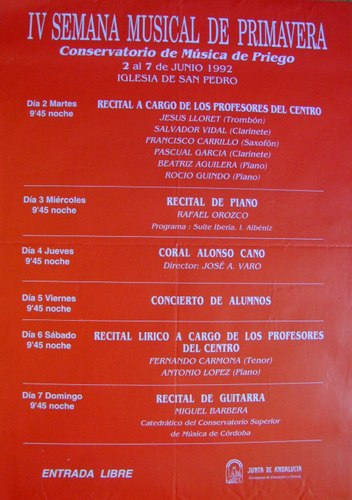 IV SEMANA MUSICAL DE PRIMAVERA
Conservatorio de Música de Priego
2 al 7 de JUNIO 1992
IGLESIA DE SAN PEDRO
Día 2 Martes
9'45 noche
RECITAL A CARGO DE LOS PROFESORES DEL CENTRO
JESUS LLORET (Trombón)
SALVADOR VIDAL (Clarinete)
FRANCISCO CARRILLO (Saxofón)
PASCUAL GARCIA (Clarinete)
BEATRIZ AGUILERA (Piano)
ROCIO GUINDO (Piano)
Día 3 Miércoles
9'45 noche
RECITAL DE PIANO
RAFAEL OROZCO
Programa: Suite Iberia, I. Albéniz
Día 4 Jueves
9'45 noche
CORAL ALONSO CANO
Director: JOSÉ A. VARO
Día 5 Viernes
9'45 noche
CONCIERTO DE ALUMNOS
Día 6 Sábado
9'45 noche
RECITAL LIRICO A CARGO DE LOS PROFESORES
DEL CENTRO
FERNANDO CARMONA (Tenor)
ANTONIO LOPEZ (Piano)
Día 7 Domingo
9'45 noche
RECITAL DE GUITARRA
MIGUEL BARBERA
Catedrático del Conservatorio Superior
de Música de Córdoba
ENTRADA LIBRE
JUNTA DE ANDALUCIA
Consejería de Educación y Ciencia